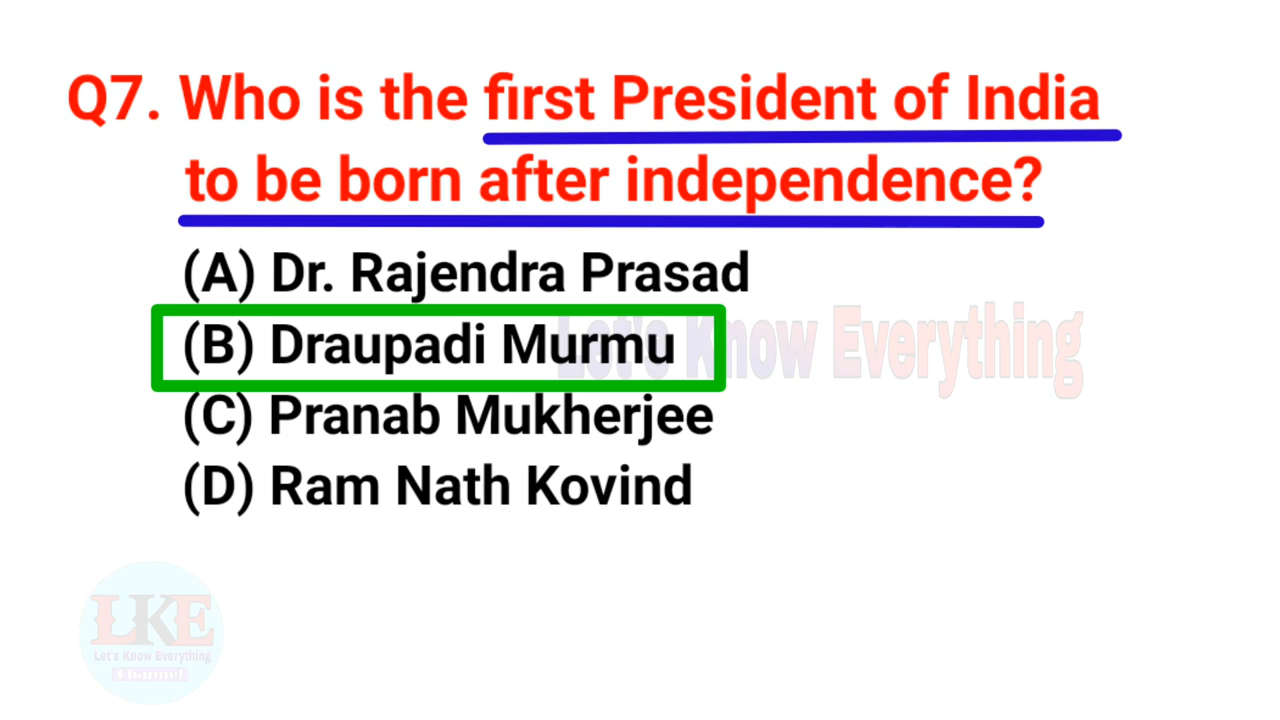 Q7. Who is the first President of India
to be born after independence?
(A) Dr. Rajendra Prasad
(B) Draupadi Murmu
Let's Know Everything
(C) Pranab Mukherjee
(D) Ram Nath Kovind
LKE
Let's Know Everything
Channel